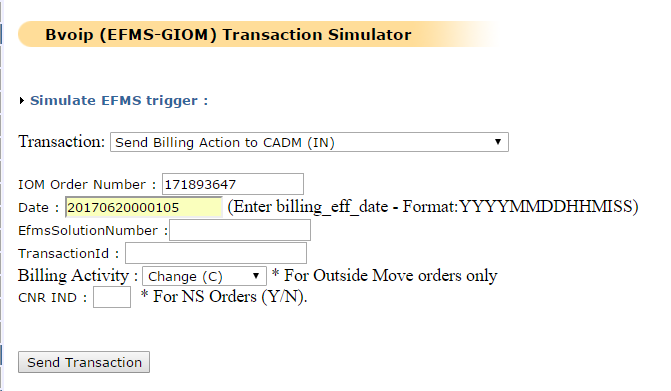 Bvoip (EFMS-GIOM) Transaction Simulator
Simulate EFMS trigger :
Transaction: Send Billing Action to CADM (IN)
IOM Order Number : 171893647
Date : 20170620000105 (Enter billing_eff_date - Format:YYYYMMDDHHMISS)
EfmsSolutionNumber :
TransactionId :
Billing Activity : Change (C) * For Outside Move orders only
CNR IND : * For NS Orders (Y/N).
Send Transaction